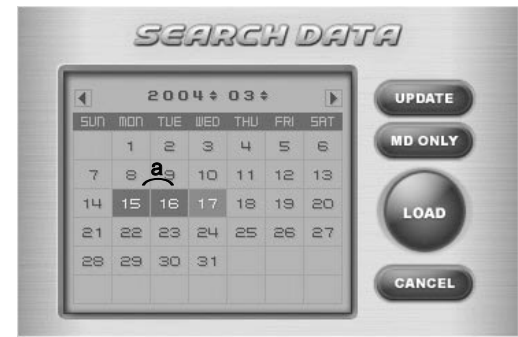 SEARCH DATA
2004 03
SUN MON TUE WED THU FRI SAT
1 2 3 4 5 6
UPDATE
MD ONLY
7 8 9 10 11 12 13
a
14 15 16 17 18 19 20
21 22 23 24 25 26 27
28 29 30 31
LOAD
CANCEL